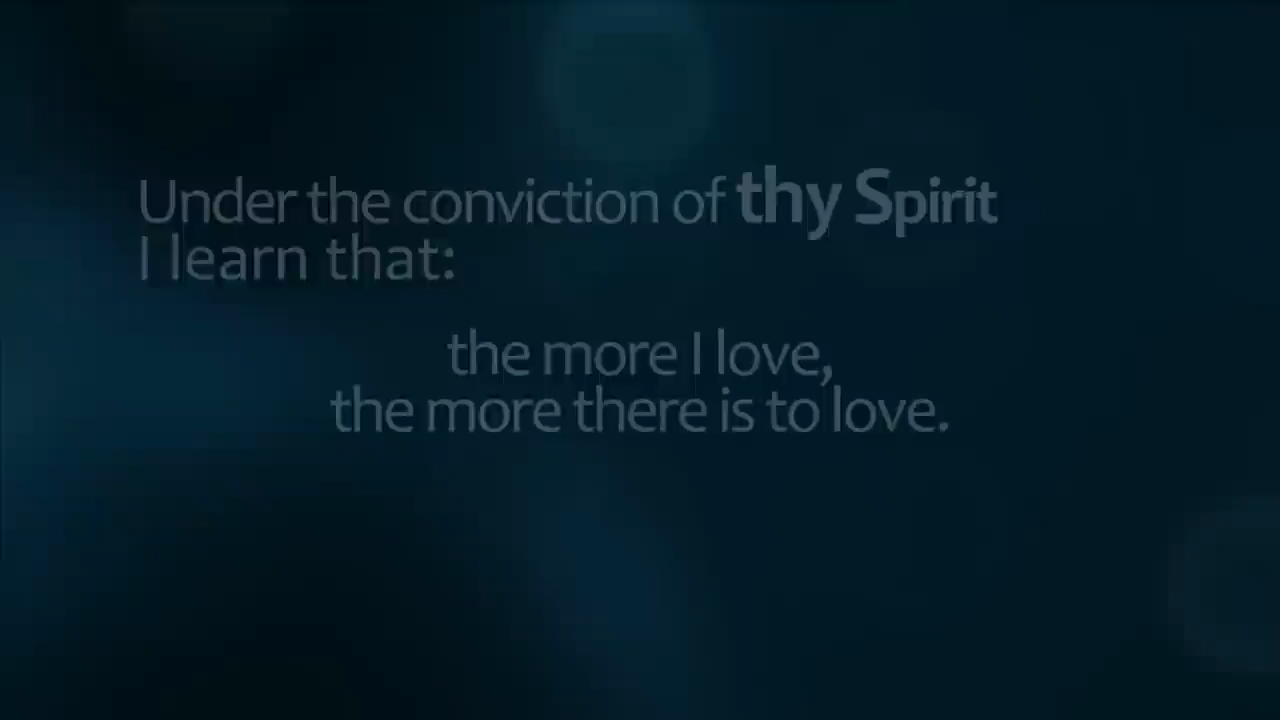 Under the conviction of thy Spirit
I learn that:
the more I love,
the more there is to love.